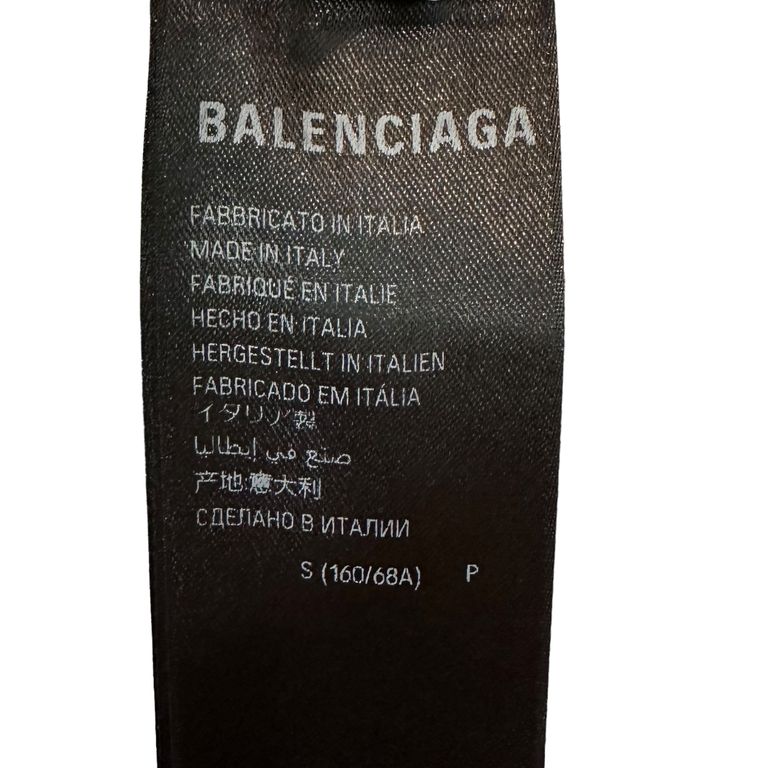 BALENCIAGA
FABBRICATO IN ITALIA
MADE IN ITALY
FABRIQUÉ EN ITALIE
HECHO EN ITALIA
HERGESTELLT IN ITALIEN
FABRICADO EM ITÁLIA
イタリア製
صنع في إيطاليا
产地:意大利
СДЕЛАНО В ИТАЛИИ
S (160/68A) P